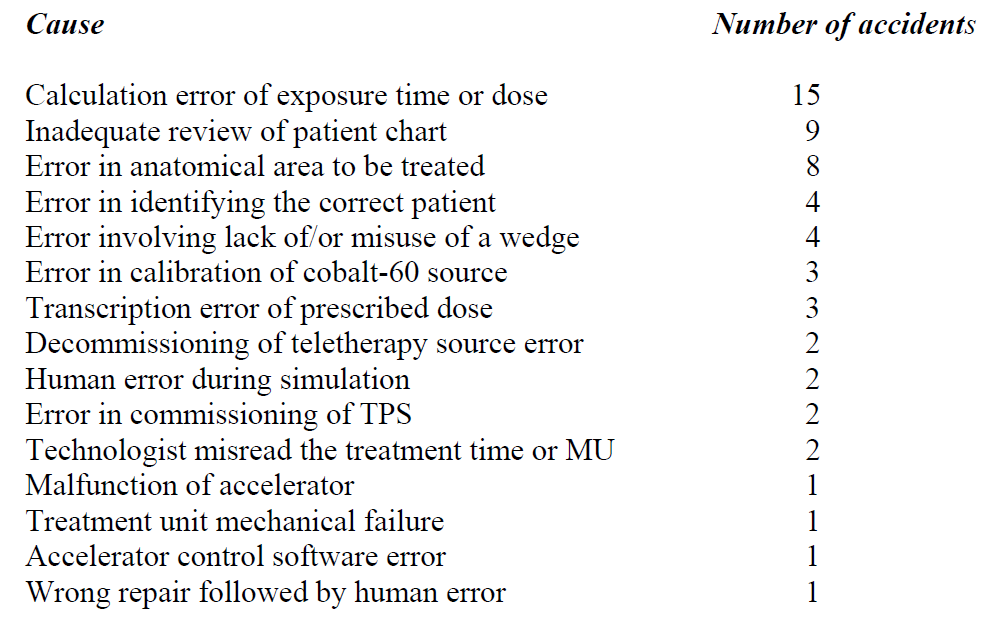 Cause Number of accidents
Calculation error of exposure time or dose 15
Inadequate review of patient chart 9
Error in anatomical area to be treated 8
Error in identifying the correct patient 4
Error involving lack of/or misuse of a wedge 4
Error in calibration of cobalt-60 source 3
Transcription error of prescribed dose 3
Decommissioning of teletherapy source error 2
Human error during simulation 2
Error in commissioning of TPS 2
Technologist misread the treatment time or MU 2
Malfunction of accelerator 1
Treatment unit mechanical failure 1
Accelerator control software error 1
Wrong repair followed by human error 1